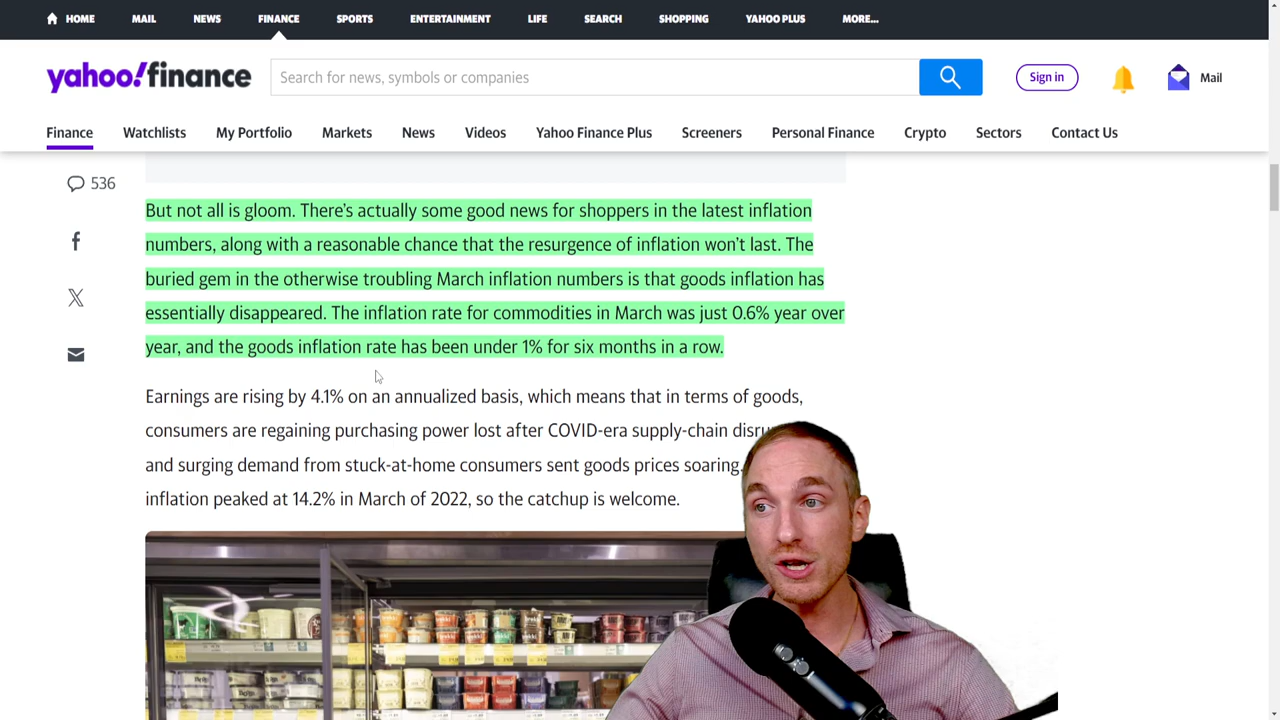 HOME MAIL NEWS FINANCE SPORTS ENTERTAINMENT LIFE SEARCH SHOPPING YAHOO PLUS MORE...
yahoo!finance Search for news, symbols or companies Sign in Mail
Finance Watchlists My Portfolio Markets News Videos Yahoo Finance Plus Screeners Personal Finance Crypto Sectors Contact Us
536
But not all is gloom. There's actually some good news for shoppers in the latest inflation
numbers, along with a reasonable chance that the resurgence of inflation won't last. The
buried gem in the otherwise troubling March inflation numbers is that goods inflation has
essentially disappeared. The inflation rate for commodities in March was just 0.6% year over
year, and the goods inflation rate has been under 1% for six months in a row.
Earnings are rising by 4.1% on an annualized basis, which means that in terms of goods,
consumers are regaining purchasing power lost after COVID-era supply-chain
and surging demand from stuck-at-home consumers sent goods prices soaring.
inflation peaked at 14.2% in March of 2022, so the catchup is welcome.